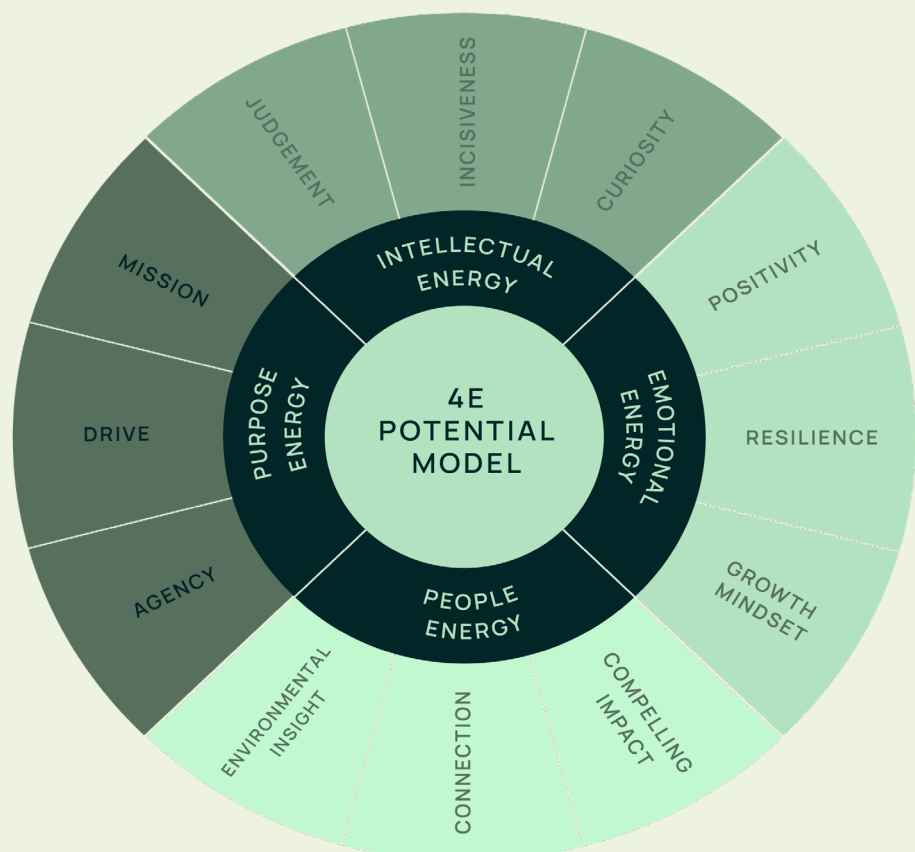 JUDGEMENT
INCISIVENESS
CURIOSITY
MISSION
INTELLECTUAL
ENERGY
POSITIVITY
DRIVE
PURPOSE
ENERGY
4E
POTENTIAL
MODEL
EMOTIONAL
ENERGY
RESILIENCE
AGENCY
PEOPLE
ENERGY
GROWTH
MINDSET
ENVIRONMENTAL
INSIGHT
CONNECTION
COMPELLING
IMPACT